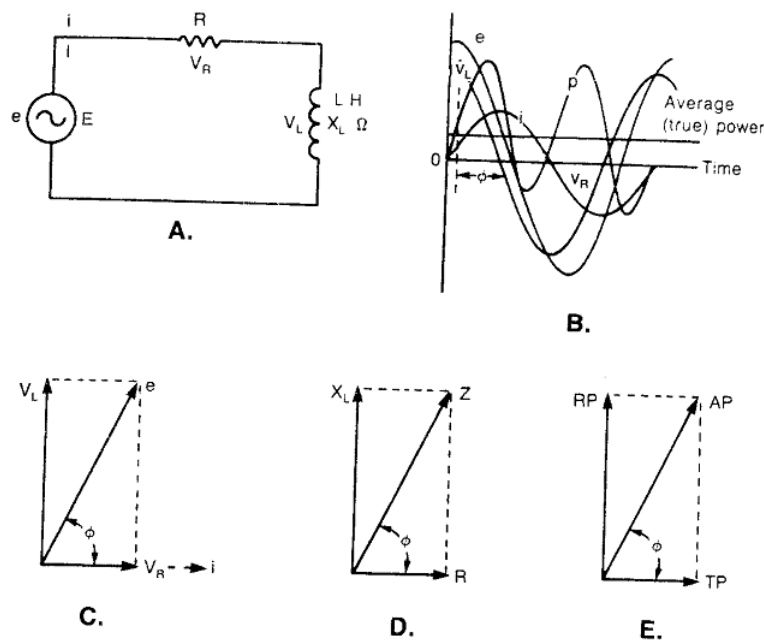 i
i
R
V_R
e
E
V_L
L H
X_L Ω
A.
e
V_L
p
i
Average
(true) power
0
Time
ϕ
V_R
t
B.
V_L
e
ϕ
V_R
i
C.
X_L
Z
ϕ
R
D.
RP
AP
ϕ
TP
E.